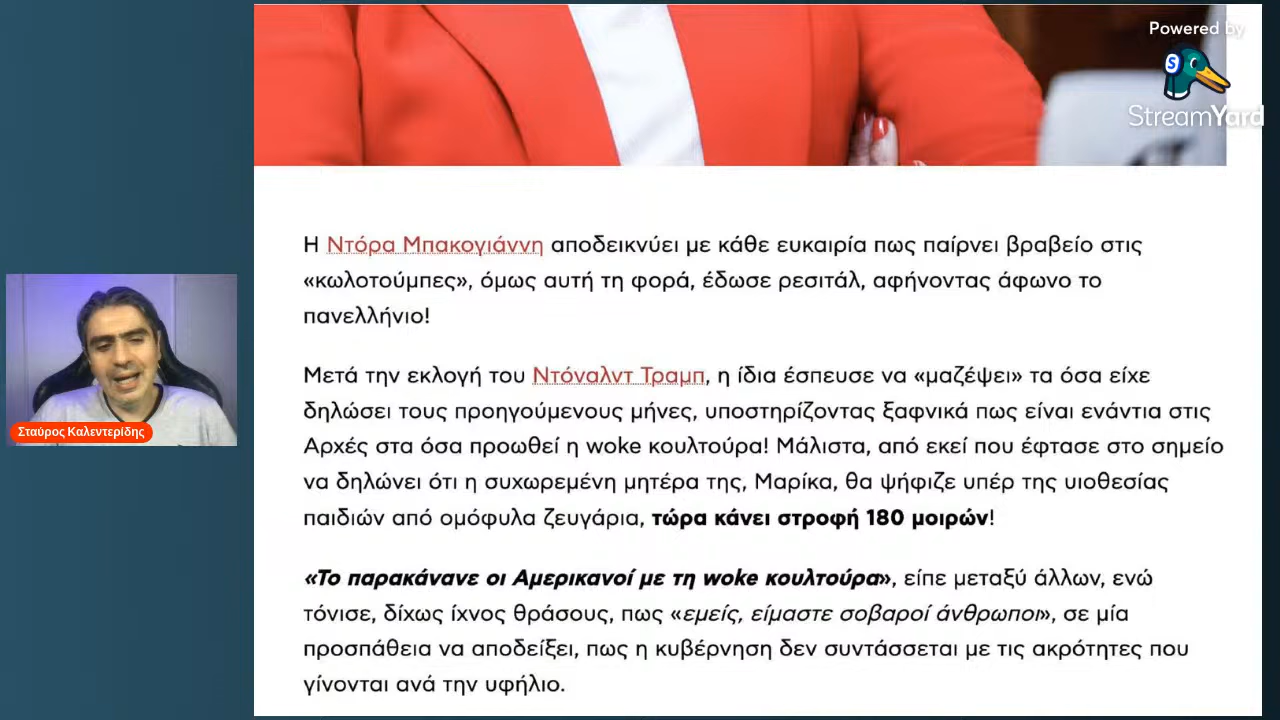 Powered by
StreamYard
Η Ντόρα Μπακογιάννη αποδεικνύει με κάθε ευκαιρία πως παίρνει βραβείο στις
«κωλοτούμπες», όμως αυτή τη φορά, έδωσε ρεσιτάλ, αφήνοντας άφωνο το
πανελλήνιο!
Μετά την εκλογή του Ντόναλντ Τραμπ, η ίδια έσπευσε να «μαζέψει» τα όσα είχε
δηλώσει τους προηγούμενους μήνες, υποστηρίζοντας ξαφνικά πως είναι ενάντια στις
Αρχές στα όσα προωθεί η woke κουλτούρα! Μάλιστα, από εκεί που έφτασε στο σημείο
να δηλώνει ότι η συχωρεμένη μητέρα της, Μαρίκα, θα ψήφιζε υπέρ της υιοθεσίας
παιδιών από ομόφυλα ζευγάρια, τώρα κάνει στροφή 180 μοιρών!
«Το παρακάνανε οι Αμερικανοί με τη woke κουλτούρα», είπε μεταξύ άλλων, ενώ
τόνισε, δίχως ίχνος θράσους, πως «εμείς, είμαστε σοβαροί άνθρωποι», σε μία
προσπάθεια να αποδείξει, πως η κυβέρνηση δεν συντάσσεται με τις ακρότητες που
γίνονται ανά την υφήλιο.
Σταύρος Καλεντερίδης